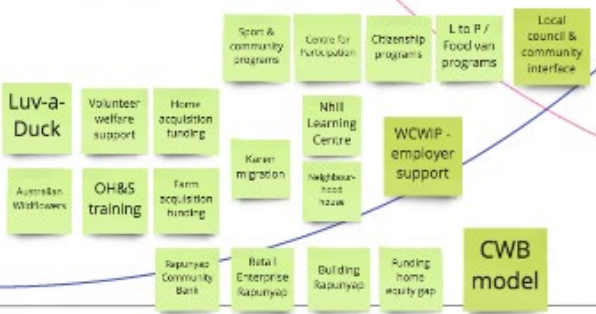 Sport &
community
programs
Centre for
Participation
Citizenship
programs
L to P /
Food van
programs
Local
council &
community
interface
Luv-a-
Duck
Volunteer
welfare
support
Home
acquisition
funding
Nhill
Learning
Centre
WCWIP -
employer
support
Karen
migration
Australian
Wildflowers
OH&S
training
Farm
acquisition
funding
Neighbour-
hood
house
Rapunyap
Community
Bank
Retail
Enterprise
Rapunyap
Building
Rapunyap
Funding
home
equity gap
CWB
model